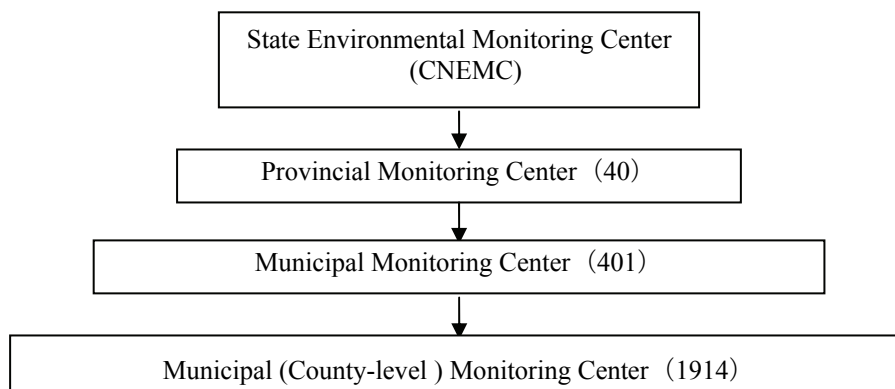 State Environmental Monitoring Center
(CNEMC)
Provincial Monitoring Center（40）
Municipal Monitoring Center（401）
Municipal (County-level ) Monitoring Center（1914）